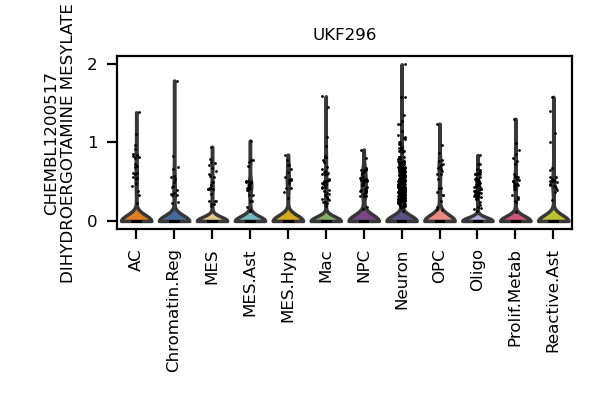 UKF296
CHEMBL1200517
DIHYDROERGOTAMINE MESYLATE
2
1
0
AC
Chromatin.Reg
MES
MES.Ast
MES.Hyp
Mac
NPC
Neuron
OPC
Oligo
Prolif.Metab
Reactive.Ast